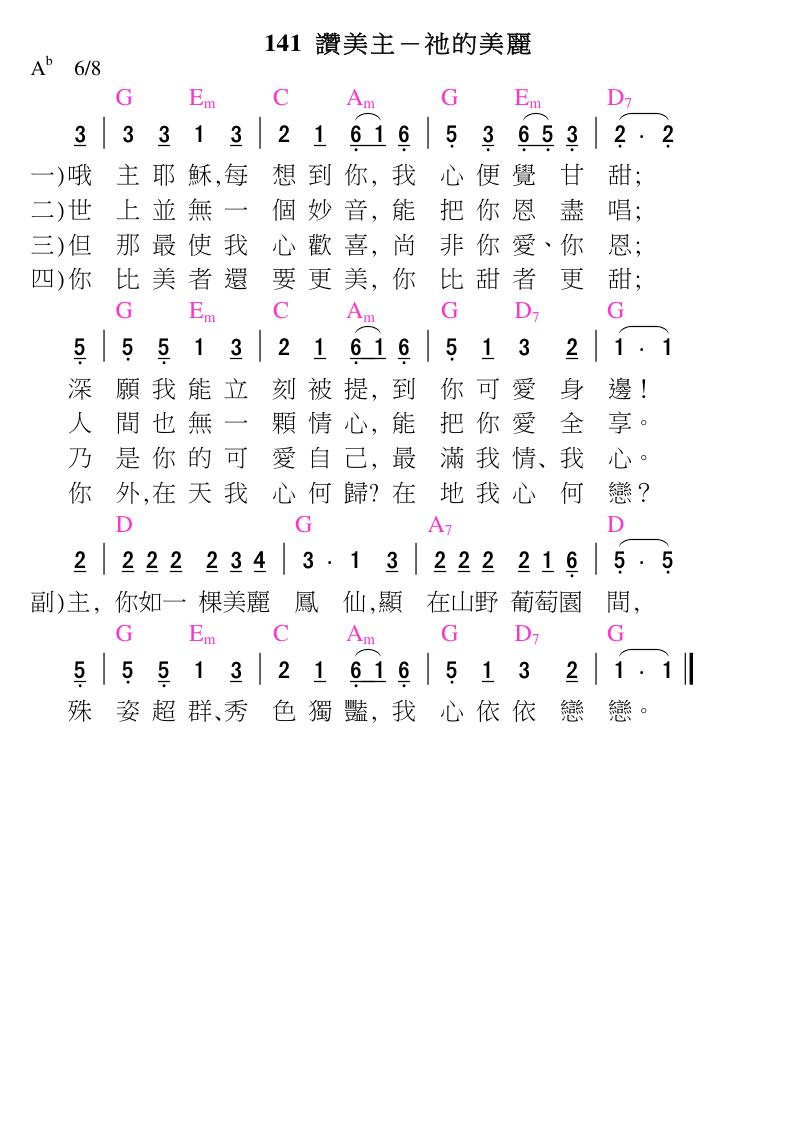 141 讚美主－祂的美麗
A♭ 6/8
G Em C Am G Em D7
3 | 3 3 1 3 | 2 1 6 1 6 | 5 3 6 5 3 | 2 · 2
一)哦 主耶穌,每 想到你,我 心便覺甘 甜;
二)世 上並無一 個妙音,能 把你恩盡 唱;
三)但 那最使我 心歡喜,尚 非你愛、你 恩;
四)你 比美者還 要更美,你 比甜者更 甜;
G Em C Am G D7 G
5 | 5 5 1 3 | 2 1 6 1 6 | 5 1 3 2 | 1 · 1
深 願我能立 刻被提,到 你可愛身 邊!
人 間也無一 顆情心,能 把你愛全 享。
乃 是你的可 愛自己,最 滿我情、我 心。
你 外,在天我 心何歸?在 地我心何 戀?
D G A7 D
2 | 2 2 2 2 3 4 | 3 · 1 3 | 2 2 2 2 1 6 | 5 · 5
副)主, 你如一棵美麗 鳳仙,顯 在山野葡萄園 間,
G Em C Am G D7 G
5 | 5 5 1 3 | 2 1 6 1 6 | 5 1 3 2 | 1 · 1 ||
殊 姿超群、秀 色獨豔,我 心依依戀 戀。